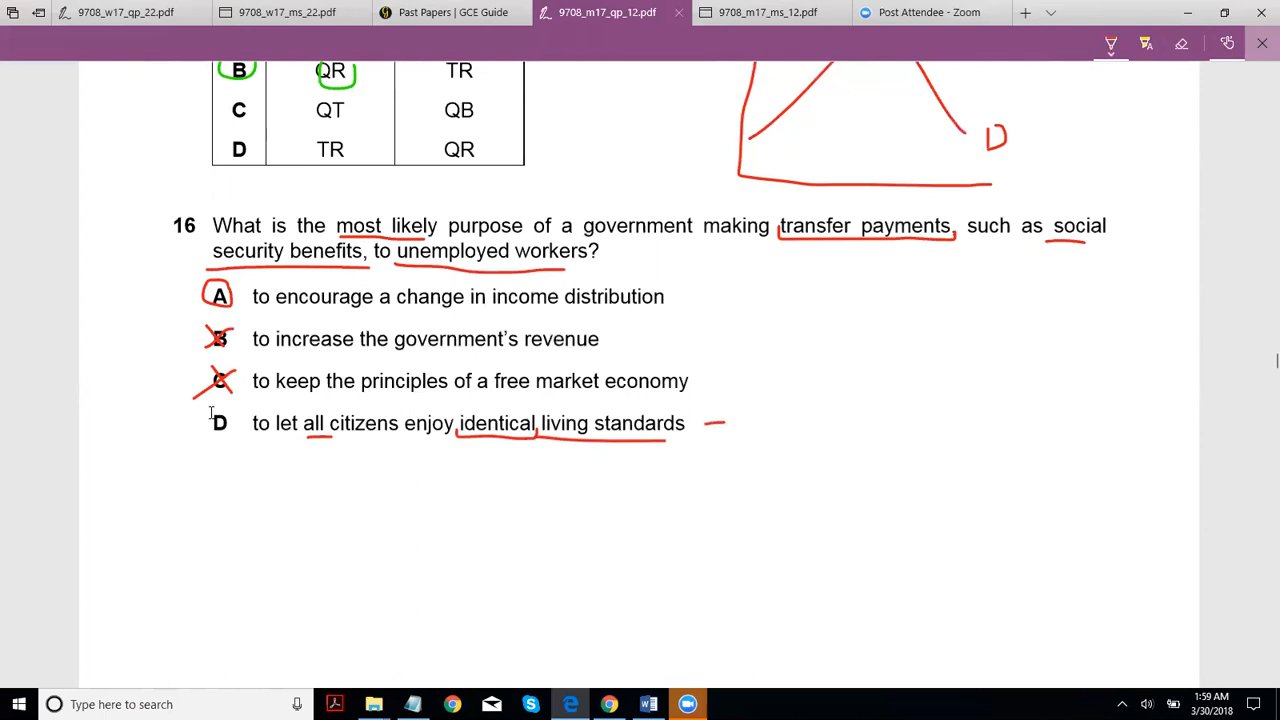 9708_w17_qp_22.pdf
9708_w17_ms_22.pdf
Past Papers | GCE Guide
9708_m17_qp_12.pdf
9708_m17_ms_12.pdf
Post Attendee - Zoom
B QR TR
C QT QB
D TR QR
D
16 What is the most likely purpose of a government making transfer payments, such as social
security benefits, to unemployed workers?
A to encourage a change in income distribution
B to increase the government's revenue
C to keep the principles of a free market economy
D to let all citizens enjoy identical living standards
Type here to search
1:59 AM
3/30/2018